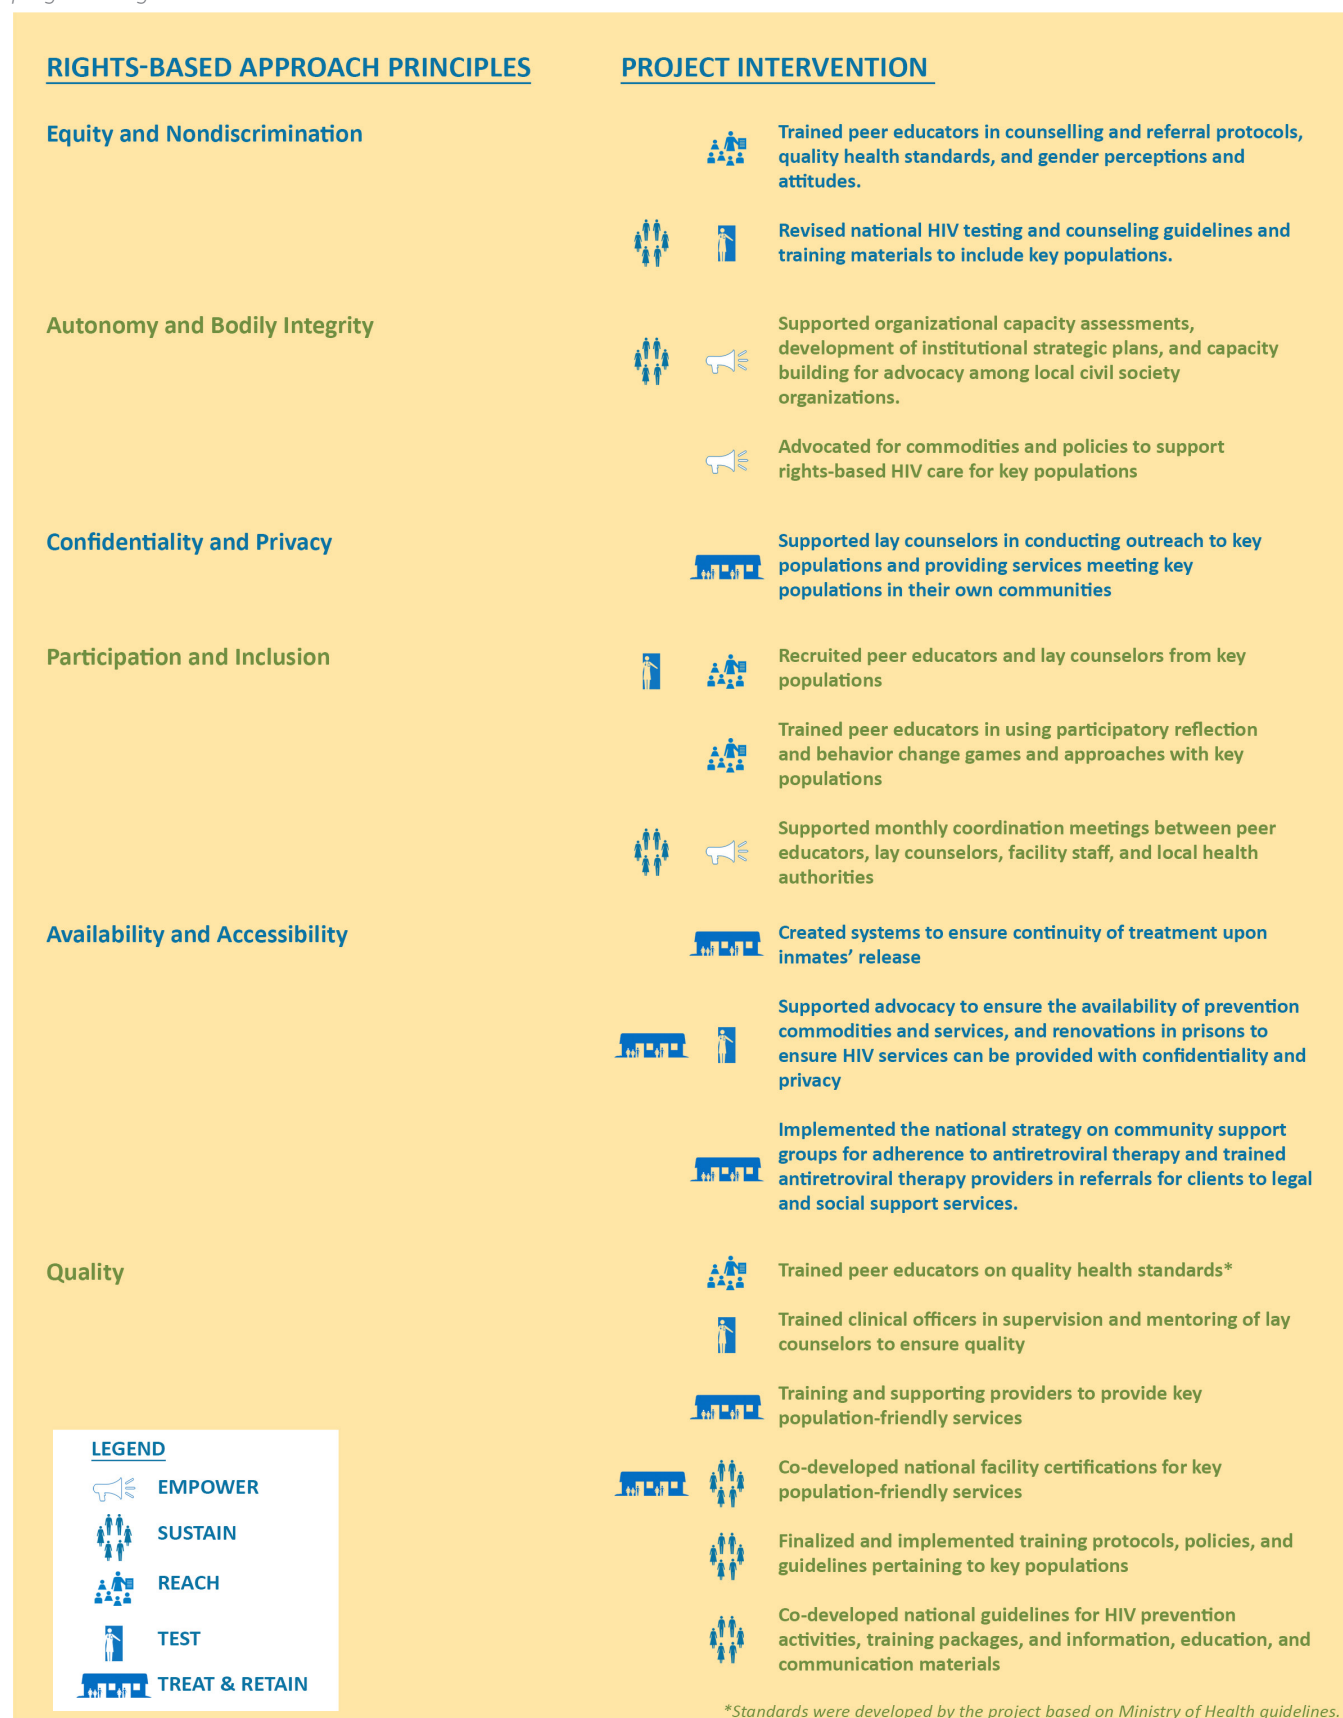 RIGHTS-BASED APPROACH PRINCIPLES
PROJECT INTERVENTION
Equity and Nondiscrimination
Trained peer educators in counselling and referral protocols,
quality health standards, and gender perceptions and
attitudes.
Revised national HIV testing and counseling guidelines and
training materials to include key populations.
Autonomy and Bodily Integrity
Supported organizational capacity assessments,
development of institutional strategic plans, and capacity
building for advocacy among local civil society
organizations.
Advocated for commodities and policies to support
rights-based HIV care for key populations
Confidentiality and Privacy
Supported lay counselors in conducting outreach to key
populations and providing services meeting key
populations in their own communities
Participation and Inclusion
Recruited peer educators and lay counselors from key
populations
Trained peer educators in using participatory reflection
and behavior change games and approaches with key
populations
Supported monthly coordination meetings between peer
educators, lay counselors, facility staff, and local health
authorities
Availability and Accessibility
Created systems to ensure continuity of treatment upon
inmates’ release
Supported advocacy to ensure the availability of prevention
commodities and services, and renovations in prisons to
ensure HIV services can be provided with confidentiality and
privacy
Implemented the national strategy on community support
groups for adherence to antiretroviral therapy and trained
antiretroviral therapy providers in referrals for clients to legal
and social support services.
Quality
Trained peer educators on quality health standards*
Trained clinical officers in supervision and mentoring of lay
counselors to ensure quality
Training and supporting providers to provide key
population-friendly services
Co-developed national facility certifications for key
population-friendly services
Finalized and implemented training protocols, policies, and
guidelines pertaining to key populations
Co-developed national guidelines for HIV prevention
activities, training packages, and information, education, and
communication materials
LEGEND
EMPOWER
SUSTAIN
REACH
TEST
TREAT & RETAIN
*Standards were developed by the project based on Ministry of Health guidelines.